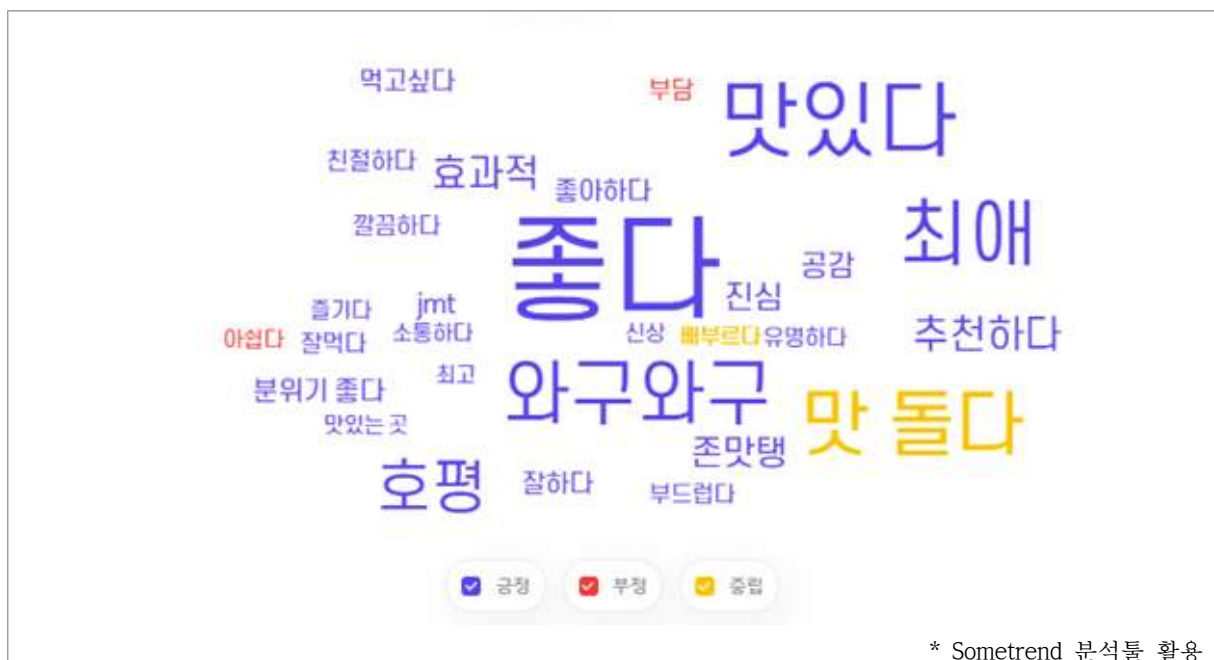 먹고싶다
부담
맛있다
친절하다
효과적
좋아하다
깔끔하다
좋다
최애
공감
진심
즐기다
jmt
아쉽다
잘먹다
소통하다
신상
배부르다
유명하다
추천하다
최고
분위기 좋다
와구와구
맛 돌다
맛있는 곳
존맛탱
호평
잘하다
부드럽다
긍정
부정
중립
* Sometrend 분석툴 활용